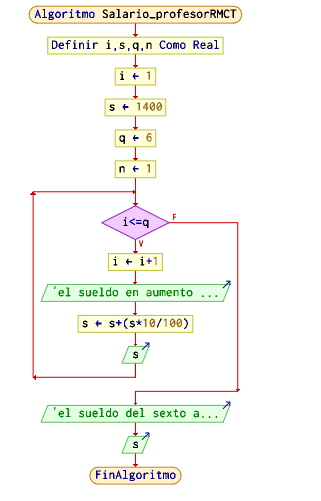 Algoritmo Salario_profesorRMCT
Definir i,s,q,n Como Real
i ← 1
s ← 1400
q ← 6
n ← 1
i<=q
F
V
i ← i+1
'el sueldo en aumento ...
s ← s+(s*10/100)
s
'el sueldo del sexto a...
s
FinAlgoritmo